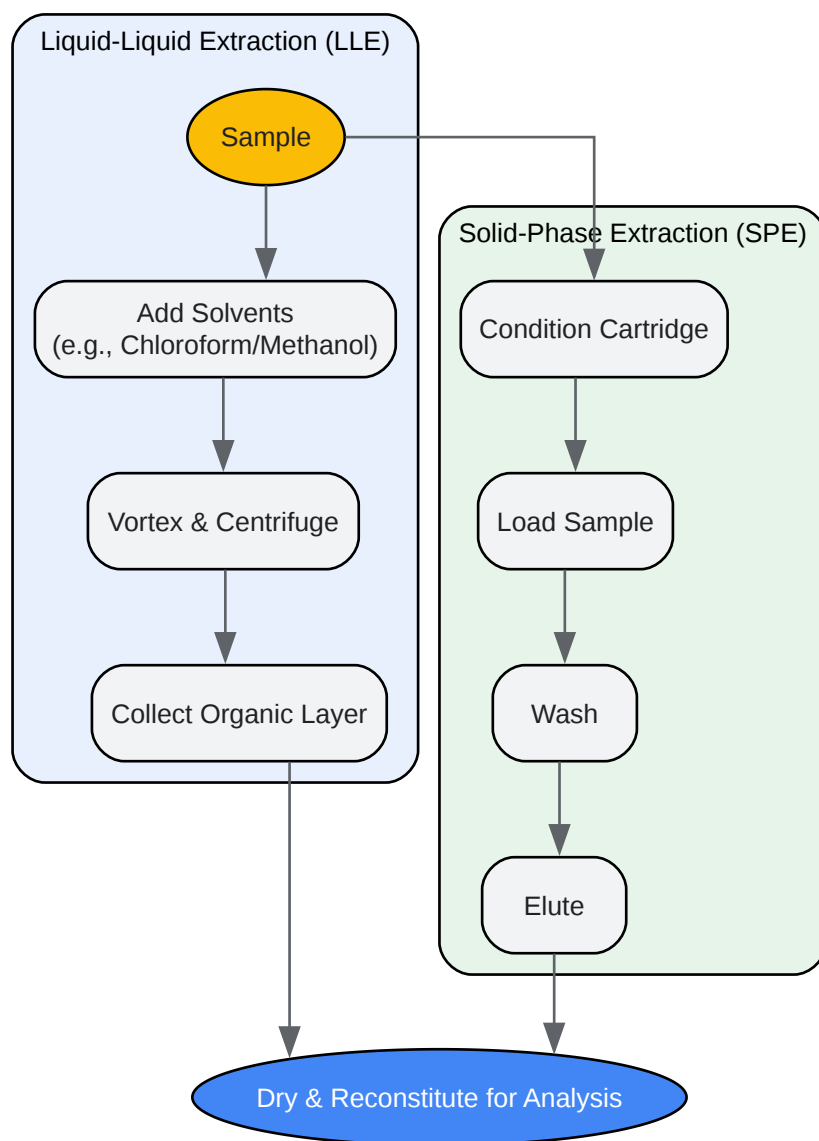 Liquid-Liquid Extraction (LLE)
Sample
Add Solvents
(e.g., Chloroform/Methanol)
Vortex & Centrifuge
Collect Organic Layer
Solid-Phase Extraction (SPE)
Condition Cartridge
Load Sample
Wash
Elute
Dry & Reconstitute for Analysis